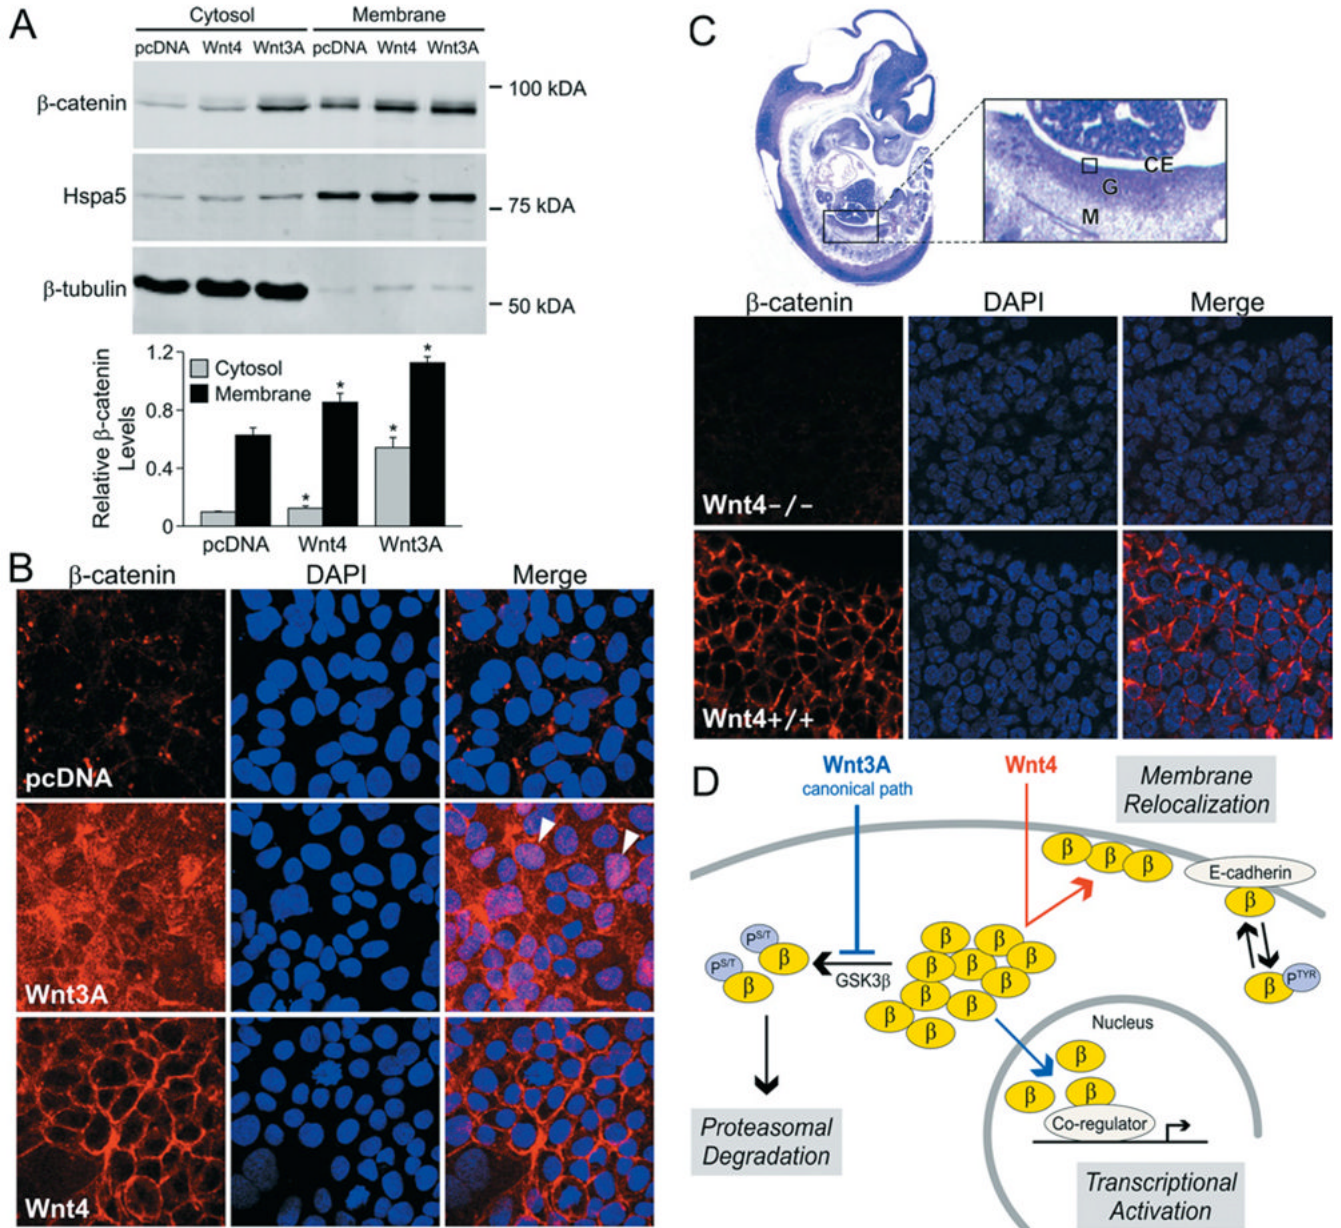 A
Cytosol
Membrane
pcDNA
Wnt4
Wnt3A
pcDNA
Wnt4
Wnt3A
β-catenin
100 kDA
Hspa5
75 kDA
β-tubulin
50 kDA
Relative β-catenin
Levels
1.2
0.8
0.4
0
Cytosol
Membrane
*
*
*
*
pcDNA
Wnt4
Wnt3A
B
β-catenin
DAPI
Merge
pcDNA
Wnt3A
Wnt4
C
CE
G
M
β-catenin
DAPI
Merge
Wnt4-/-
Wnt4+/+
D
Wnt3A
canonical path
Wnt4
Membrane
Relocalization
β
β
β
E-cadherin
β
β
PTYR
PS/T
PS/T
β
β
GSK3β
β
β
β
β
β
β
β
β
β
β
Nucleus
β
β
β
Co-regulator
Proteasomal
Degradation
Transcriptional
Activation